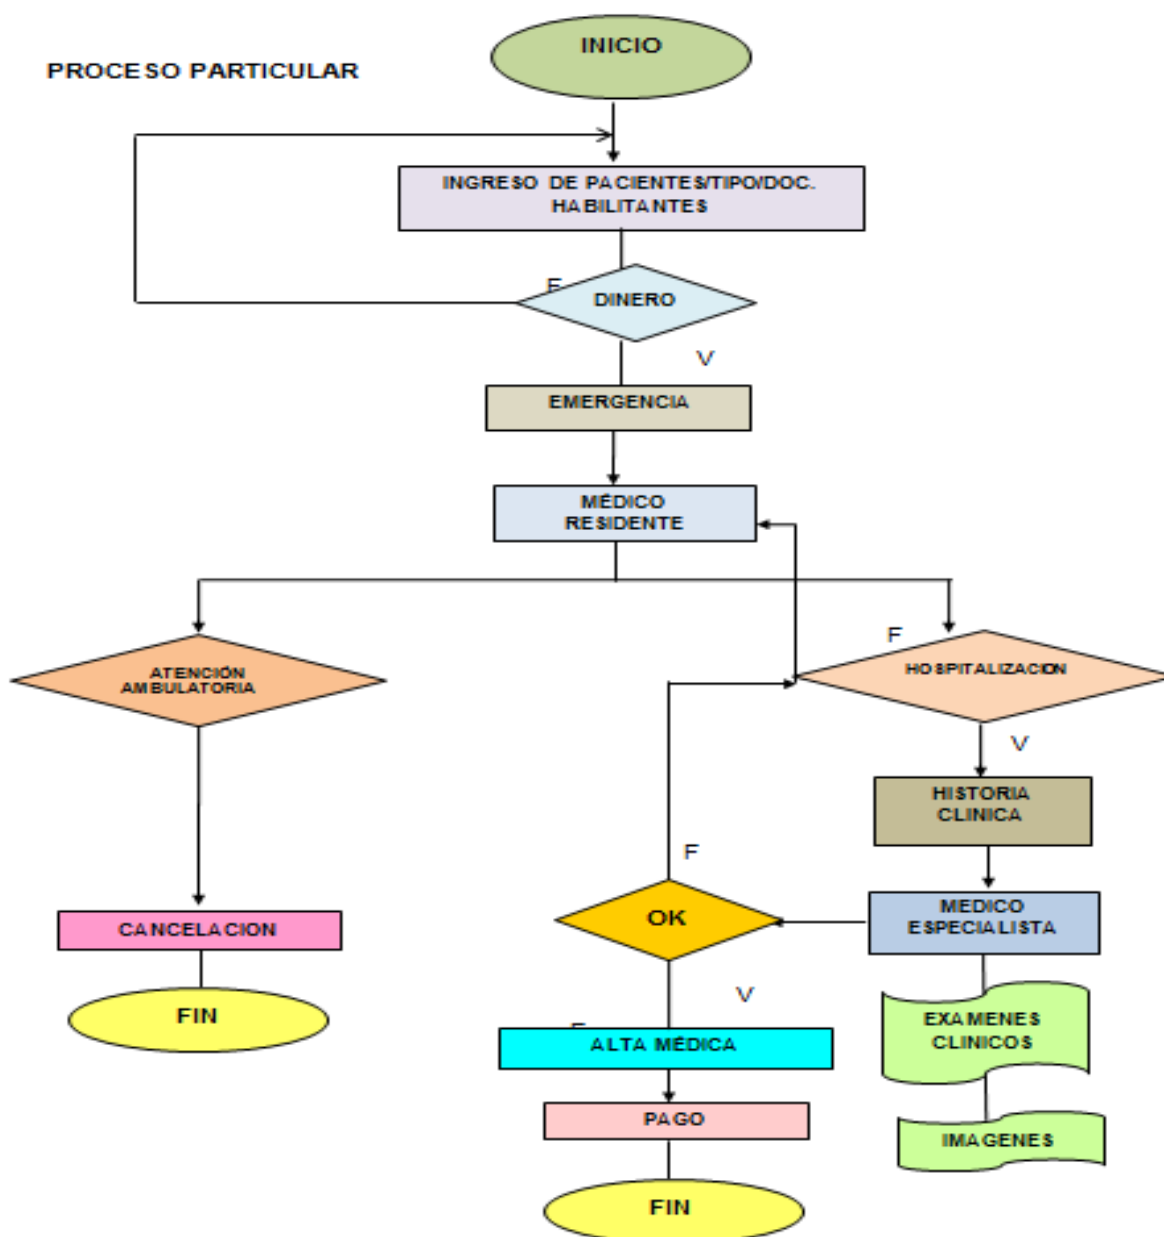 INICIO
PROCESO PARTICULAR
INGRESO DE PACIENTES/TIPO/DOC.
HABILITANTES
F
DINERO
V
EMERGENCIA
MÉDICO
RESIDENTE
F
ATENCIÓN
AMBULATORIA
HOSPITALIZACION
V
HISTORIA
CLINICA
F
OK
MEDICO
ESPECIALISTA
CANCELACION
V
FIN
EXAMENES
CLINICOS
ALTA MÉDICA
PAGO
IMAGENES
FIN